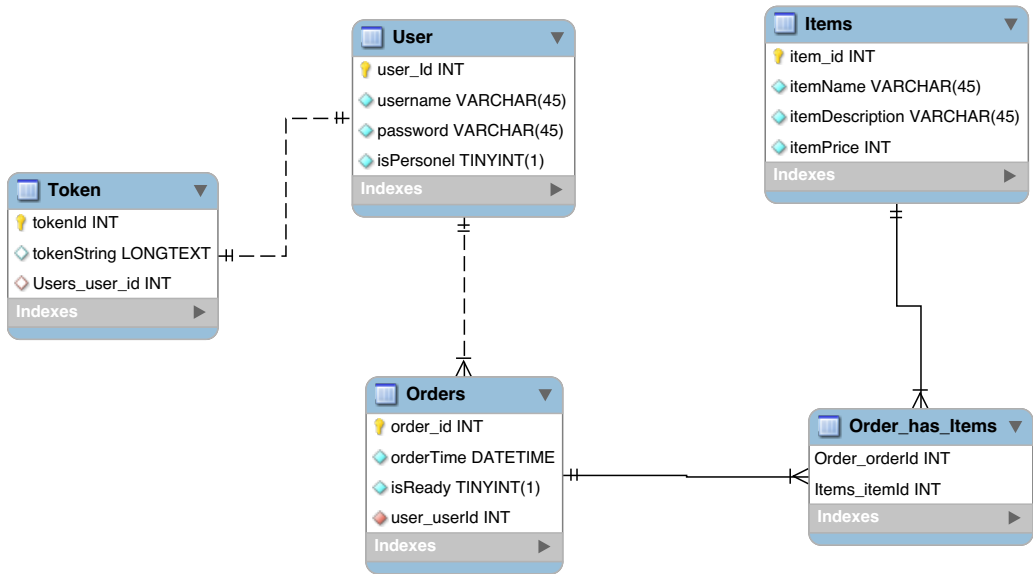 User
user_Id INT
username VARCHAR(45)
password VARCHAR(45)
isPersonel TINYINT(1)
Indexes
Items
item_id INT
itemName VARCHAR(45)
itemDescription VARCHAR(45)
itemPrice INT
Indexes
Token
tokenId INT
tokenString LONGTEXT
Users_user_id INT
Indexes
Orders
order_id INT
orderTime DATETIME
isReady TINYINT(1)
user_userId INT
Indexes
Order_has_Items
Order_orderId INT
Items_itemId INT
Indexes